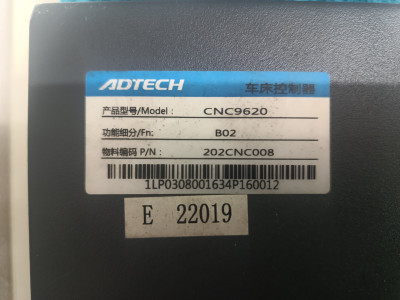 ADTECH 车床控制器
产品型号/Model: CNC9620
功能细分/Fn: B02
物料编码 P/N: 202CNC008
1LP0308001634P160012
E 22019